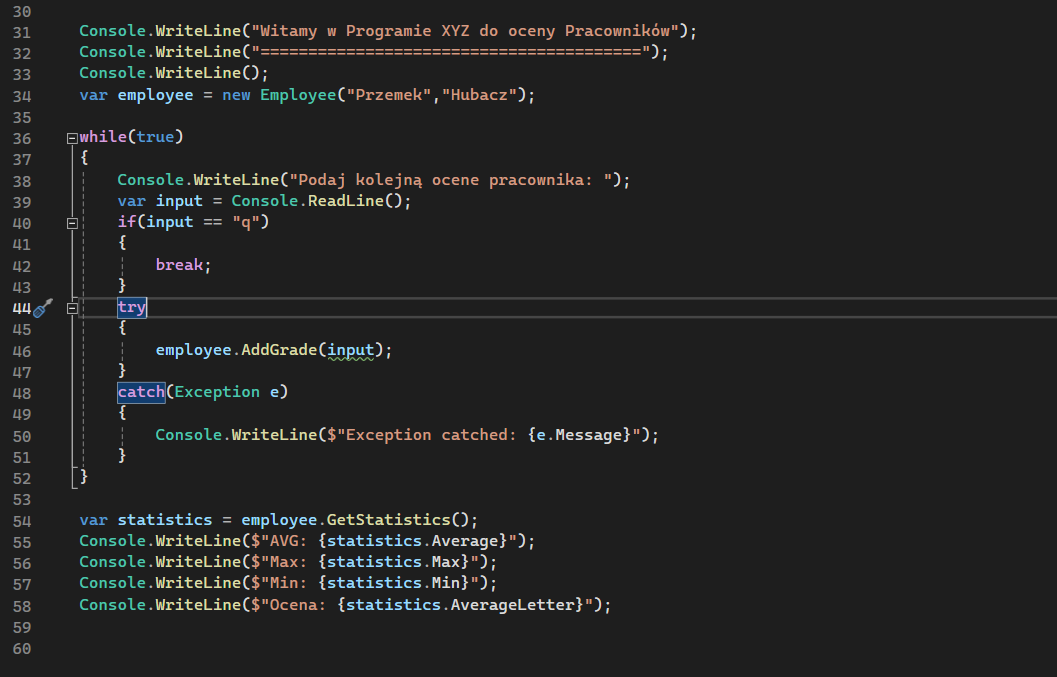 30
31 Console.WriteLine("Witamy w Programie XYZ do oceny Pracowników");
32 Console.WriteLine("========================================");
33 Console.WriteLine();
34 var employee = new Employee("Przemek","Hubacz");
35
36 while(true)
37 {
38 Console.WriteLine("Podaj kolejną ocene pracownika: ");
39 var input = Console.ReadLine();
40 if(input == "q")
41 {
42 break;
43 }
44 try
45 {
46 employee.AddGrade(input);
47 }
48 catch(Exception e)
49 {
50 Console.WriteLine($"Exception catched: {e.Message}");
51 }
52 }
53
54 var statistics = employee.GetStatistics();
55 Console.WriteLine($"AVG: {statistics.Average}");
56 Console.WriteLine($"Max: {statistics.Max}");
57 Console.WriteLine($"Min: {statistics.Min}");
58 Console.WriteLine($"Ocena: {statistics.AverageLetter}");
59
60